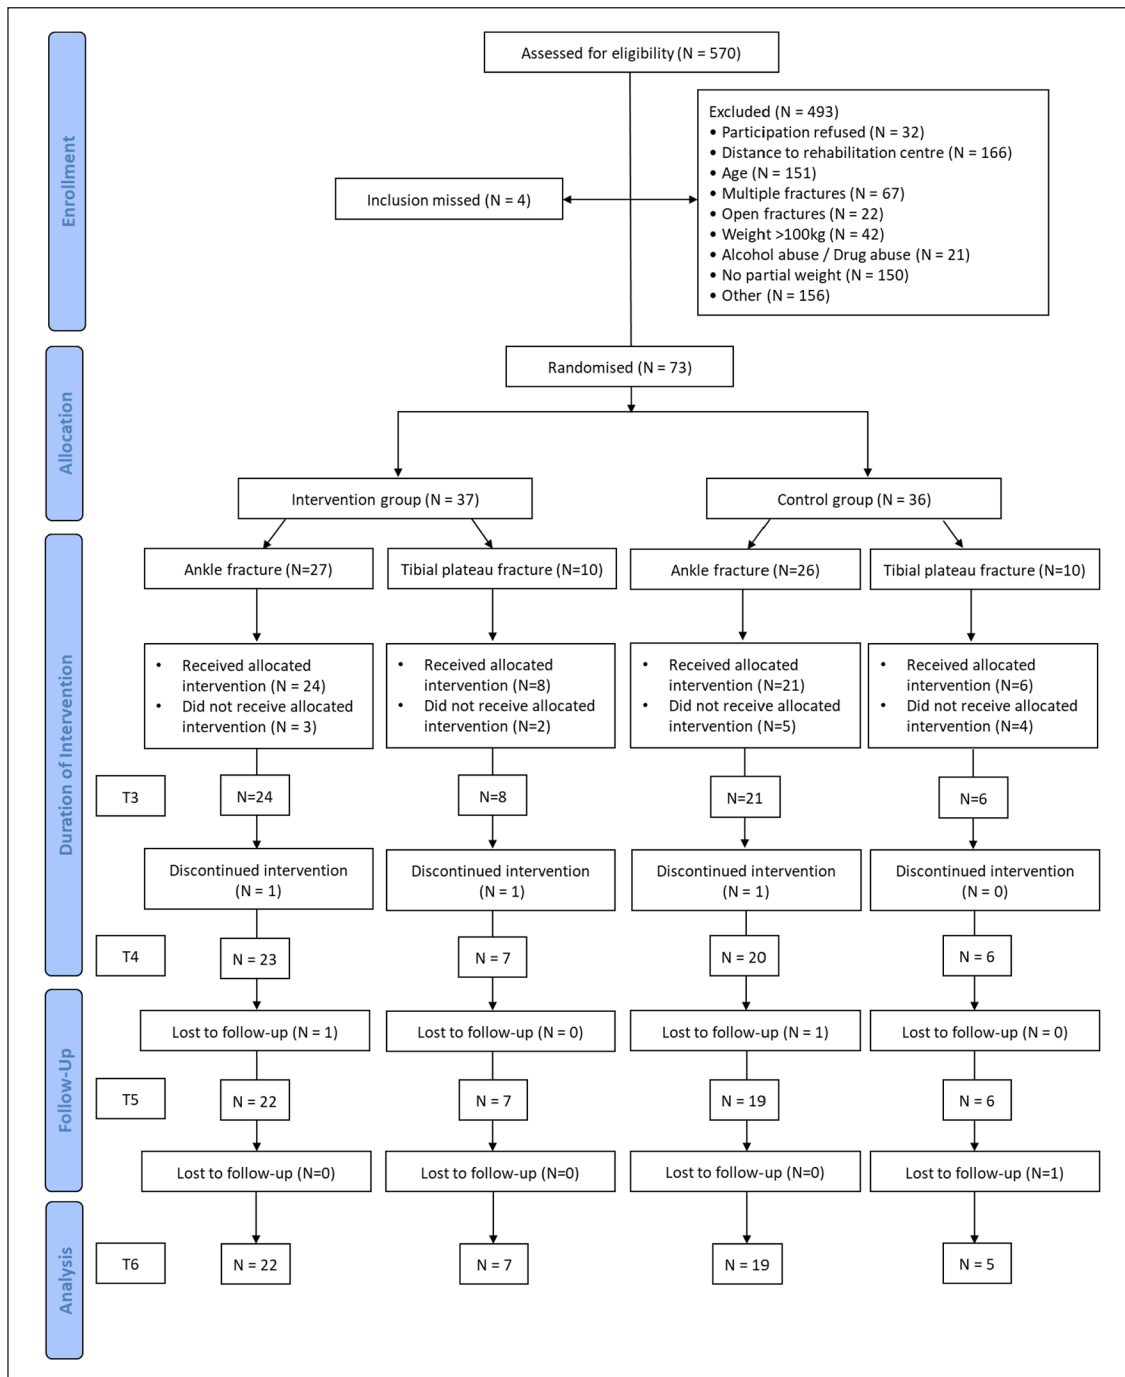 Enrollment
Assessed for eligibility (N = 570)
Excluded (N = 493)
• Participation refused (N = 32)
• Distance to rehabilitation centre (N = 166)
• Age (N = 151)
• Multiple fractures (N = 67)
• Open fractures (N = 22)
• Weight >100kg (N = 42)
• Alcohol abuse / Drug abuse (N = 21)
• No partial weight (N = 150)
• Other (N = 156)
Inclusion missed (N = 4)
Allocation
Randomised (N = 73)
Intervention group (N = 37)
Control group (N = 36)
Duration of Intervention
Ankle fracture (N=27)
Tibial plateau fracture (N=10)
Ankle fracture (N=26)
Tibial plateau fracture (N=10)
• Received allocated
intervention (N = 24)
• Did not receive allocated
intervention (N = 3)
• Received allocated
intervention (N=8)
• Did not receive allocated
intervention (N=2)
• Received allocated
intervention (N=21)
• Did not receive allocated
intervention (N=5)
• Received allocated
intervention (N=6)
• Did not receive allocated
intervention (N=4)
T3
N=24
N=8
N=21
N=6
Discontinued intervention
(N = 1)
Discontinued intervention
(N = 1)
Discontinued intervention
(N = 1)
Discontinued intervention
(N = 0)
T4
N = 23
N = 7
N = 20
N = 6
Follow-Up
Lost to follow-up (N = 1)
Lost to follow-up (N = 0)
Lost to follow-up (N = 1)
Lost to follow-up (N = 0)
T5
N = 22
N = 7
N = 19
N = 6
Lost to follow-up (N=0)
Lost to follow-up (N=0)
Lost to follow-up (N=0)
Lost to follow-up (N=1)
Analysis
T6
N = 22
N = 7
N = 19
N = 5